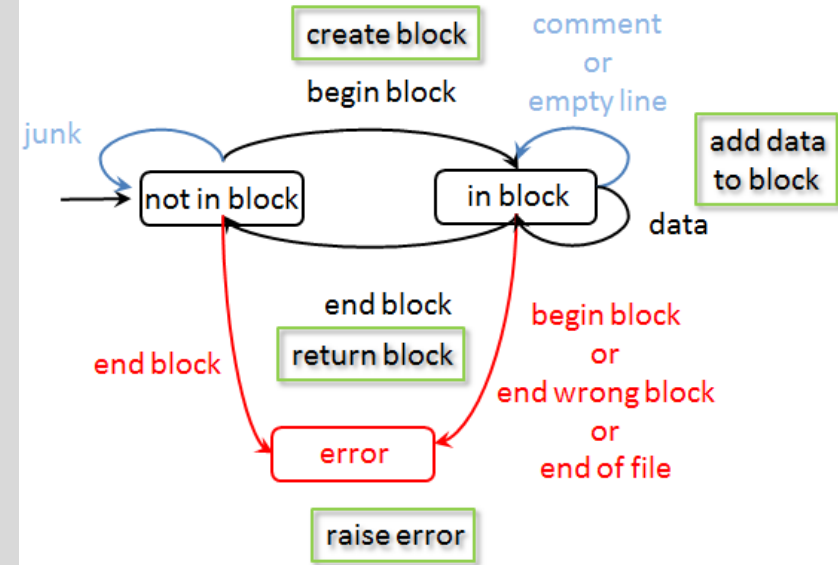 create block
begin block
comment
or
empty line
junk
add data
to block
not in block
in block
data
end block
return block
end block
begin block
or
end wrong block
or
end of file
error
raise error